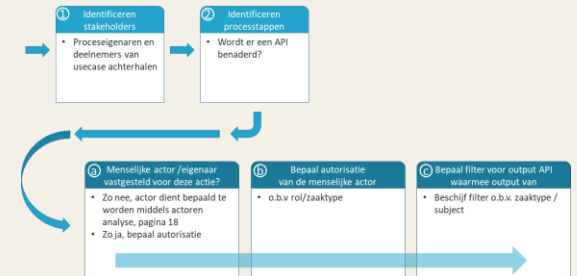 1 Identificeren
stakeholders
• Proceseigenaren en
deelnemers van
usecase achterhalen
2 Identificeren
processtappen
• Wordt er een API
benaderd?
a Menselijke actor /eigenaar
vastgesteld voor deze actie?
• Zo nee, actor dient bepaald te
worden middels actoren
analyse, pagina 18
• Zo ja, bepaal autorisatie
b Bepaal autorisatie
van de menselijke actor
• o.b.v rol/zaaktype
c Bepaal filter voor output API
waarmee output van
• Beschijf filter o.b.v. zaaktype /
subject